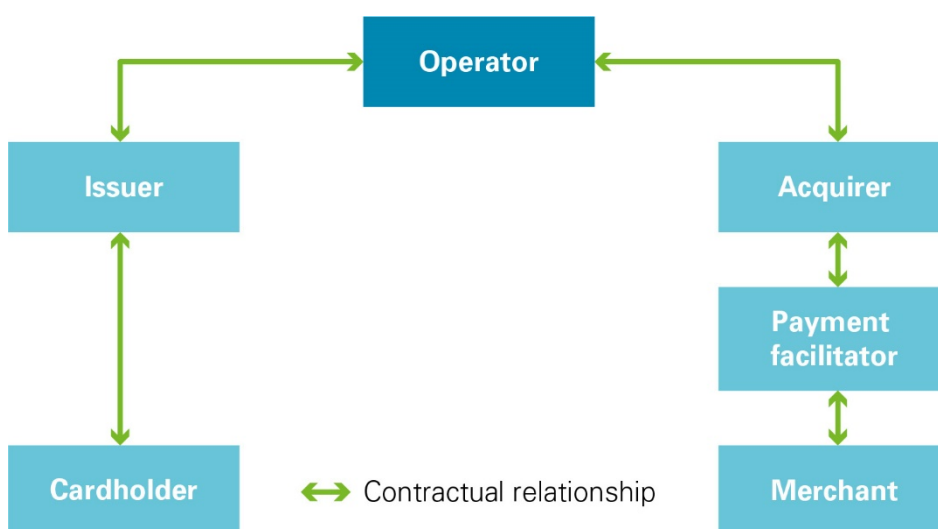 Operator
Issuer
Acquirer
Payment
facilitator
Cardholder
Contractual relationship
Merchant